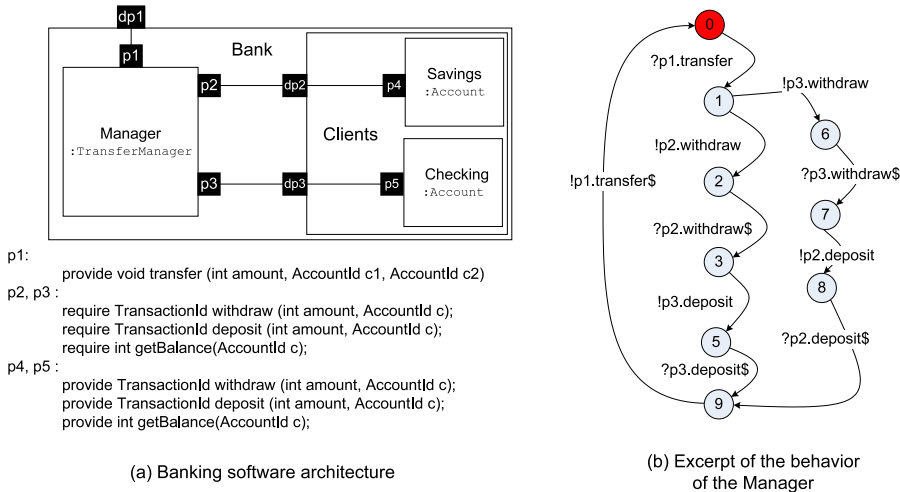 dp1
Bank
p1
Manager
:TransferManager
p2
dp2
p4
Savings
:Account
Clients
p3
dp3
p5
Checking
:Account
p1:
provide void transfer (int amount, AccountId c1, AccountId c2)
p2, p3 :
require TransactionId withdraw (int amount, AccountId c);
require TransactionId deposit (int amount, AccountId c);
require int getBalance(AccountId c);
p4, p5 :
provide TransactionId withdraw (int amount, AccountId c);
provide TransactionId deposit (int amount, AccountId c);
provide int getBalance(AccountId c);
(a) Banking software architecture
0
?p1.transfer
1
!p3.withdraw
6
!p2.withdraw
?p3.withdraw$
!p1.transfer$
2
7
?p2.withdraw$
!p2.deposit
3
8
!p3.deposit
5
?p2.deposit$
?p3.deposit$
9
(b) Excerpt of the behavior
of the Manager